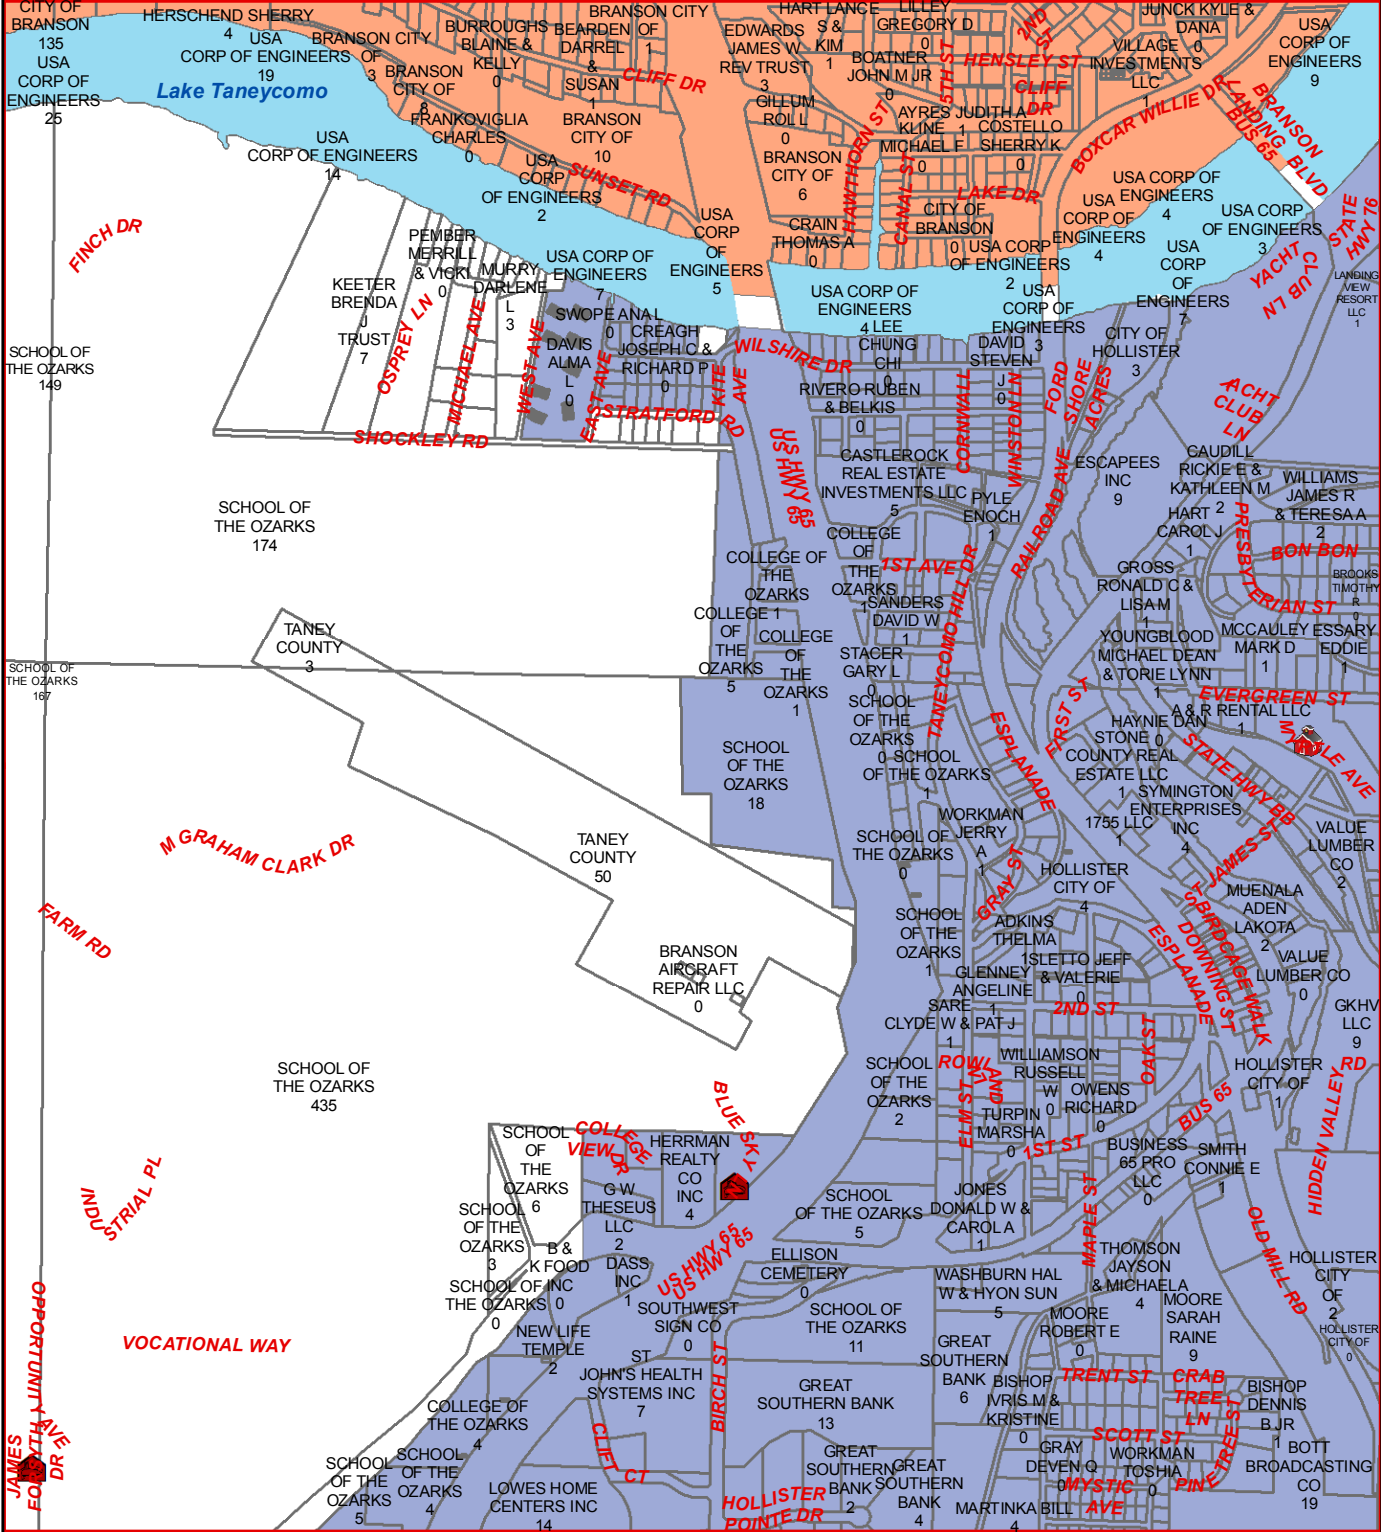 CITY OF
BRANSON
135
USA
CORP OF
ENGINEERS
25
HERSCHEND SHERRY
4
USA
CORP OF ENGINEERS
19
BRANSON CITY
OF
3
BRANSON
CITY OF
8
BURROUGHS
BLAINE &
KELLY
0
BEARDEN
DARREL
&
SUSAN
1
BRANSON CITY
OF
1
CLIFF DR
EDWARDS
JAMES W
REV TRUST
3
HART LANCE
S &
KIM
1
LILLEY
GREGORY D
0
BOATNER
JOHN M JR
0
5TH ST
2ND
ST
HENSLEY ST
CLIFF
DR
JUNCK KYLE &
DANA
0
VILLAGE
INVESTMENTS
LLC
1
USA
CORP OF
ENGINEERS
9
Lake Taneycomo
FRANKOVIGLIA
CHARLES
0
BRANSON
CITY OF
10
GILLUM
ROLL
0
BRANSON
CITY OF
6
HAWTHORN ST
AYRES JUDITH A
1
KLINE
MICHAEL F
0
COSTELLO
SHERRY K
0
BOXCAR WILLIE DR
BRANSON
LANDING BLVD
BUS 65
USA
CORP OF ENGINEERS
14
USA
CORP
OF ENGINEERS
2
SUNSET RD
CANAL ST
LAKE DR
CITY OF
BRANSON
0
CRAIN
THOMAS A
0
USA CORP OF
ENGINEERS
4
USA
CORP OF
ENGINEERS
4
USA CORP
OF ENGINEERS
3
STATE
HWY 76
FINCH DR
PEMBER
MERRILL
& VICKI
0
KEETER
BRENDA
J
TRUST
7
OSPREY LN
MURRY
DARLENE
L
3
MICHAEL AVE
WEST AVE
USA CORP OF
ENGINEERS
7
USA
CORP
OF
ENGINEERS
5
USA CORP
OF ENGINEERS
2
USA
CORP OF
ENGINEERS
3
USA
CORP
OF
ENGINEERS
7
YACHT
CLUB LN
LANDING
VIEW
RESORT
LLC
1
USA CORP OF
ENGINEERS
4
SWOPE ANA L
0
DAVIS
ALMA
L
0
EAST AVE
CREAGH
JOSEPH C &
RICHARD P
0
KITE
AVE
WILSHIRE DR
LEE
CHUNG
CHI
0
DAVID
STEVEN
J
0
CITY OF
HOLLISTER
3
SCHOOL OF
THE OZARKS
149
RIVERO RUBEN
& BELKIS
0
CORNWALL
WINSTON LN
FORD
SHORE
ACRES
ACHT
CLUB
LN
STRATFORD RD
SHOCKLEY RD
US HWY 65
US HWY 65
CASTLEROCK
REAL ESTATE
INVESTMENTS LLC
5
PYLE
ENOCH
1
RAILROAD AVE
ESCAPEES
INC
9
CAUDILL
RICKIE E &
KATHLEEN M
2
WILLIAMS
JAMES R
& TERESA A
2
HART
CAROL J
1
PRESBYTERIAN ST
BON BON
SCHOOL OF
THE OZARKS
174
COLLEGE OF
THE
OZARKS
1
COLLEGE
OF
THE
OZARKS
1
1ST AVE
SANDERS
DAVID W
1
TANEYCOMO HILL DR
GROSS
RONALD C &
LISA M
1
BROOKS
TIMOTHY
R
0
COLLEGE
OF
THE
OZARKS
5
COLLEGE
OF
THE
OZARKS
1
STACER
GARY L
0
YOUNGBLOOD
MICHAEL DEAN
& TORIE LYNN
1
MCCAULEY
MARK D
1
ESSARY
EDDIE
1
TANEY
COUNTY
3
SCHOOL OF
THE OZARKS
167
EVERGREEN ST
FIRST ST
ESPLANADE
SCHOOL
OF THE
OZARKS
0
SCHOOL
OF THE OZARKS
1
HAYNIE DAN
0
A & R RENTAL LLC
1
STONE
COUNTY REAL
ESTATE LLC
1
STATE HWY BB
SCHOOL
OF THE
OZARKS
18
SYMINGTON
ENTERPRISES
INC
4
1755 LLC
1
ST JAMES ST
VALUE
LUMBER
CO
2
M GRAHAM CLARK DR
TANEY
COUNTY
50
SCHOOL OF
THE OZARKS
0
WORKMAN
JERRY
A
1
GRAY ST
HOLLISTER
CITY OF
4
MUENALA
ADEN
LAKOTA
2
FARM RD
BRANSON
AIRCRAFT
REPAIR LLC
0
SCHOOL
OF THE
OZARKS
1
ADKINS
THELMA
1
SLETTO JEFF
& VALERIE
0
GLENNEY
ANGELINE
1
ESPLANADE
DOWNING ST
BIRDCAGE WALK
VALUE
LUMBER CO
0
SARE
CLYDE W & PAT J
1
2ND ST
OAK ST
GKHV
LLC
9
SCHOOL OF
THE OZARKS
435
SCHOOL
OF THE
OZARKS
2
WILLIAMSON
RUSSELL
W
0
OWENS
RICHARD
0
HOLLISTER
CITY OF
1
HIDDEN VALLEY RD
BLUE SKY
ELM ST
TURPIN
MARSHA
0
1ST ST
BUS 65
COLLEGE
VIEW DR
SCHOOL
OF
THE
OZARKS
6
HERRMAN
REALTY
CO
INC
4
BUSINESS
65 PRO
LLC
0
SMITH
CONNIE E
1
INDUSTRIAL PL
G W
THESEUS
LLC
2
SCHOOL
OF THE OZARKS
5
JONES
DONALD W &
CAROL A
1
MAPLE ST
SCHOOL
OF THE
OZARKS
3
B &
K FOOD
INC
0
DASS
INC
1
US HWY 65
US HWY 65
ELLISON
CEMETERY
0
THOMSON
JAYSON
& MICHAELA
4
OLD MILL RD
HOLLISTER
CITY
OF
2
SCHOOL OF
THE OZARKS
0
SOUTHWEST
SIGN CO
0
WASHBURN HAL
W & HYON SUN
5
SCHOOL OF
THE OZARKS
11
MOORE
ROBERT E
0
MOORE
SARAH
RAINE
9
HOLLISTER
CITY OF
0
VOCATIONAL WAY
OPPORTUNITY AVE
NEW LIFE
TEMPLE
2
ST
JOHN'S HEALTH
SYSTEMS INC
7
BIRCH ST
GREAT
SOUTHERN
BANK
6
TRENT ST
CRAB
TREE
LN
GREAT
SOUTHERN BANK
13
BISHOP
IVRIS M &
KRISTINE
0
BISHOP
DENNIS
B JR
1
COLLEGE OF
THE OZARKS
4
CLIFT CT
SCOTT ST
PINETREE ST
SCHOOL
OF THE
OZARKS
5
SCHOOL
OF THE
OZARKS
4
GREAT
SOUTHERN
BANK
2
GREAT
SOUTHERN
BANK
4
GRAY
DEVEN Q
0
WORKMAN
TOSHIA
0
BOTT
BROADCASTING
CO
19
LOWES HOME
CENTERS INC
14
HOLLISTER
POINTE DR
MARTINKA BILL
4
MYSTIC
AVE
JAMES
DR